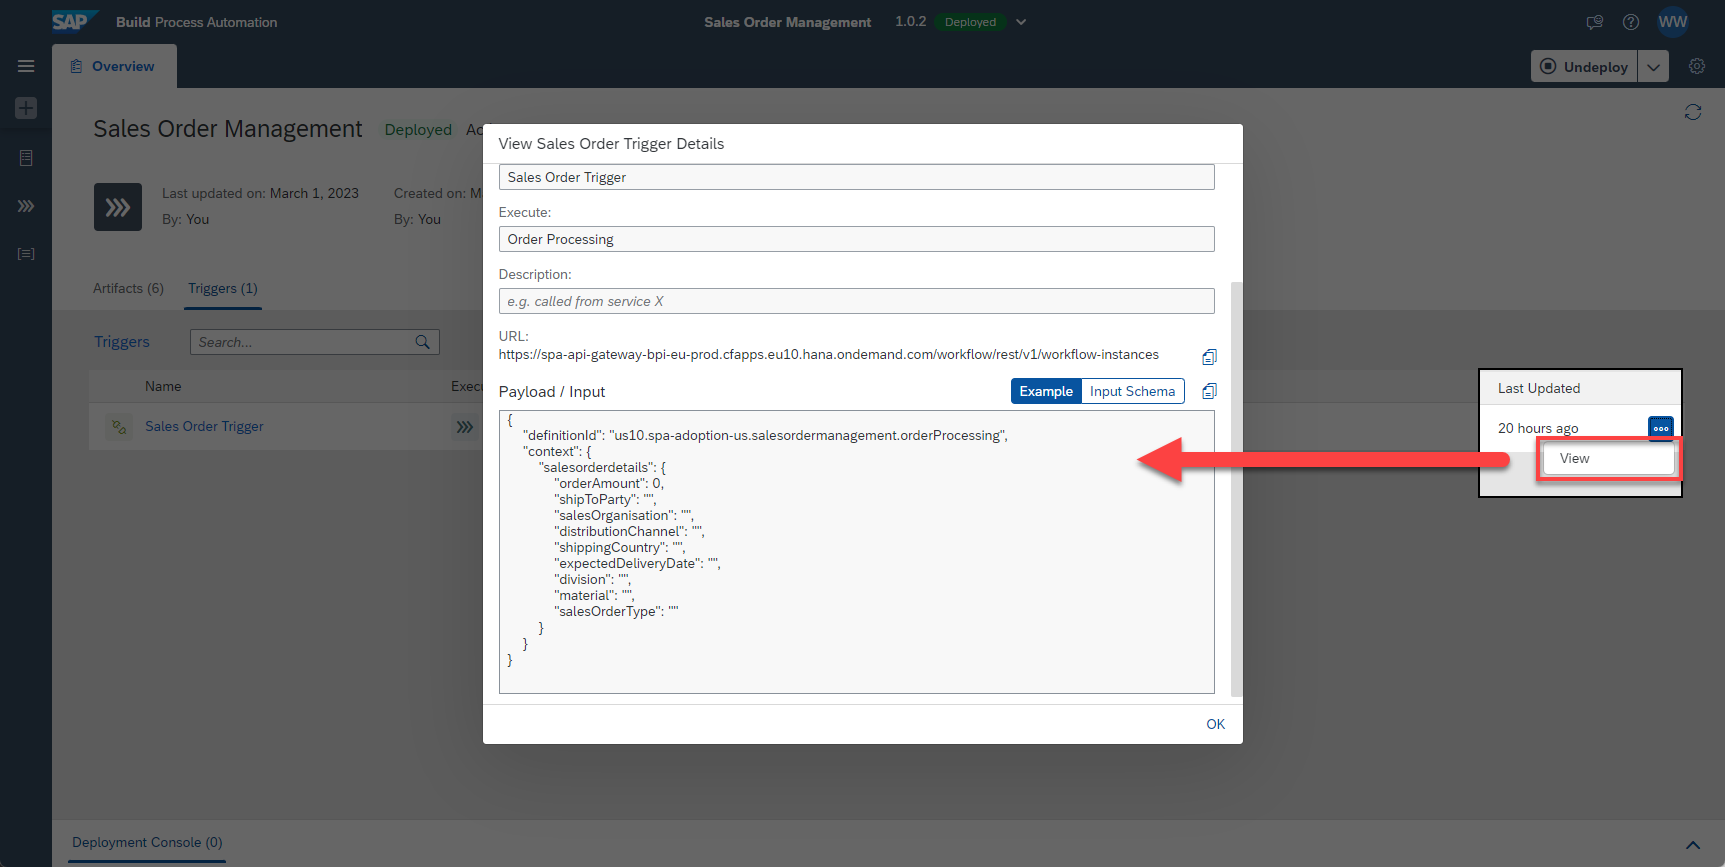 SAP Build Process Automation
Sales Order Management 1.0.2 Deployed
WW
Overview
Undeploy
Sales Order Management Deployed Ac
Last updated on: March 1, 2023
By: You
Created on: M
By: You
Artifacts (6) Triggers (1)
Triggers
Search...
Name
Execu
Sales Order Trigger
View Sales Order Trigger Details
Sales Order Trigger
Execute:
Order Processing
Description:
e.g. called from service X
URL:
https://spa-api-gateway-bpi-eu-prod.cfapps.eu10.hana.ondemand.com/workflow/rest/v1/workflow-instances
Payload / Input
Example Input Schema
{
"definitionId": "us10.spa-adoption-us.salesordermanagement.orderProcessing",
"context": {
"salesorderdetails": {
"orderAmount": 0,
"shipToParty": "",
"salesOrganisation": "",
"distributionChannel": "",
"shippingCountry": "",
"expectedDeliveryDate": "",
"division": "",
"material": "",
"salesOrderType": ""
}
}
}
OK
Last Updated
20 hours ago
View
Deployment Console (0)